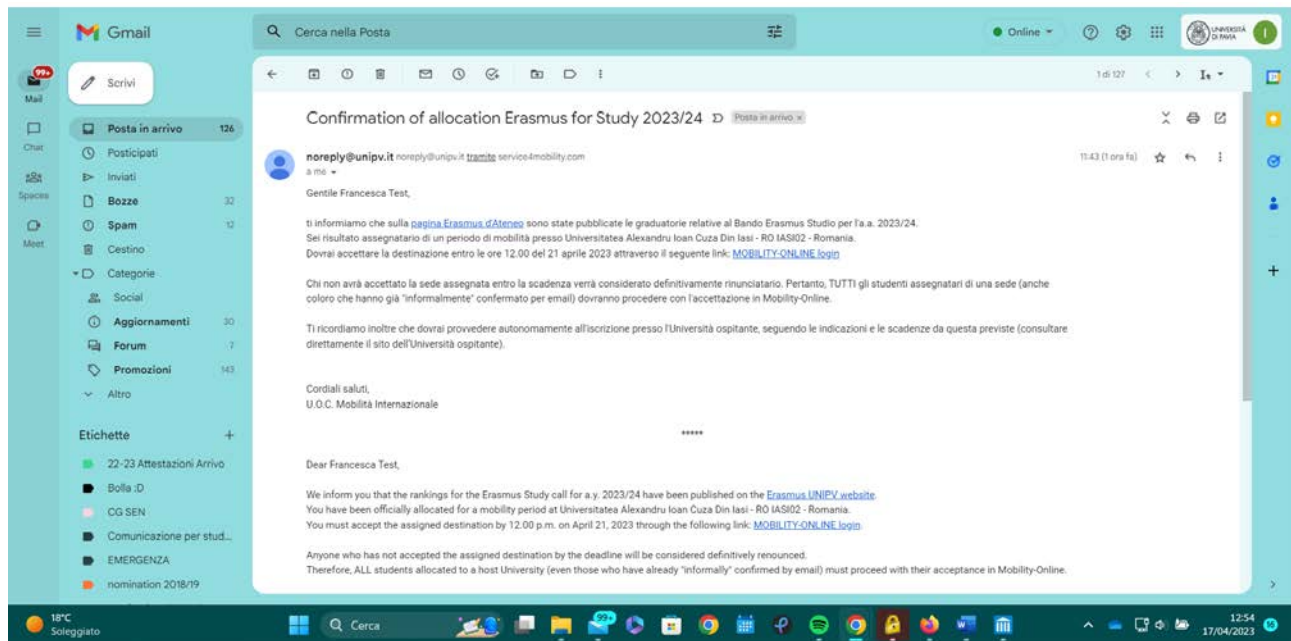 Gmail
Cerca nella Posta
Online
UNIVERSITÀ
DI PAVIA
I
99+
Mail
Chat
Spaces
Meet
Scrivi
1 di 127
Posta in arrivo 126
Posticipati
Inviati
Bozze 32
Spam 12
Cestino
Categorie
Social
Aggiornamenti 30
Forum 7
Promozioni 143
Altro
Etichette +
22-23 Attestazioni Arrivo
Bolla :D
CG SEN
Comunicazione per stud...
EMERGENZA
nomination 2018/19
Confirmation of allocation Erasmus for Study 2023/24 Posta in arrivo x
noreply@unipv.it noreply@unipv.it tramite service4mobility.com 11:43 (1 ora fa)
a me
Gentile Francesca Test,
ti informiamo che sulla pagina Erasmus d'Ateneo sono state pubblicate le graduatorie relative al Bando Erasmus Studio per l'a.a. 2023/24.
Sei risultato assegnatario di un periodo di mobilità presso Universitatea Alexandru Ioan Cuza Din Iasi - RO IASI02 - Romania.
Dovrai accettare la destinazione entro le ore 12.00 del 21 aprile 2023 attraverso il seguente link: MOBILITY-ONLINE login
Chi non avrà accettato la sede assegnata entro la scadenza verrà considerato definitivamente rinunciatario. Pertanto, TUTTI gli studenti assegnatari di una sede (anche
coloro che hanno già "informalmente" confermato per email) dovranno procedere con l'accettazione in Mobility-Online.
Ti ricordiamo inoltre che dovrai provvedere autonomamente all'iscrizione presso l'Università ospitante, seguendo le indicazioni e le scadenze da questa previste (consultare
direttamente il sito dell'Università ospitante).
Cordiali saluti,
U.O.C. Mobilità Internazionale
*****
Dear Francesca Test,
We inform you that the rankings for the Erasmus Study call for a.y. 2023/24 have been published on the Erasmus UNIPV website.
You have been officially allocated for a mobility period at Universitatea Alexandru Ioan Cuza Din Iasi - RO IASI02 - Romania.
You must accept the assigned destination by 12.00 p.m. on April 21, 2023 through the following link: MOBILITY-ONLINE login.
Anyone who has not accepted the assigned destination by the deadline will be considered definitively renounced.
Therefore, ALL students allocated to a host University (even those who have already "informally" confirmed by email) must proceed with their acceptance in Mobility-Online.
18°C
Soleggiato
Cerca
99+
12:54
17/04/2023